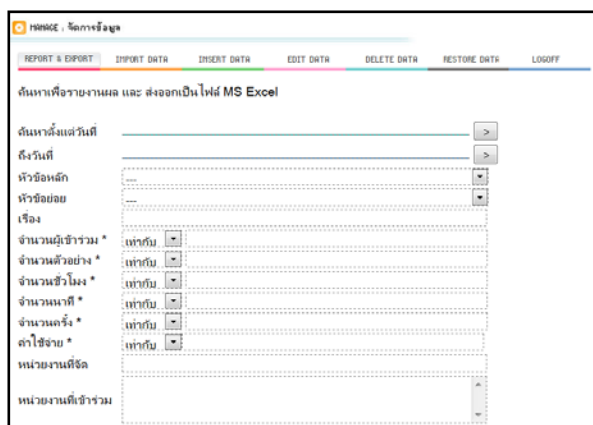 MANAGE : จัดการข้อมูล
REPORT & EXPORT IMPORT DATA INSERT DATA EDIT DATA DELETE DATA RESTORE DATA LOGOFF
ค้นหาเพื่อรายงานผล และ ส่งออกเป็นไฟล์ MS Excel
ค้นหาตั้งแต่วันที่ >
ถึงวันที่ >
หัวข้อหลัก ---
หัวข้อย่อย ---
เรื่อง
จำนวนผู้เข้าร่วม * เท่ากับ
จำนวนตัวอย่าง * เท่ากับ
จำนวนชั่วโมง * เท่ากับ
จำนวนนาที * เท่ากับ
จำนวนครั้ง * เท่ากับ
ค่าใช้จ่าย * เท่ากับ
หน่วยงานที่จัด
หน่วยงานที่เข้าร่วม